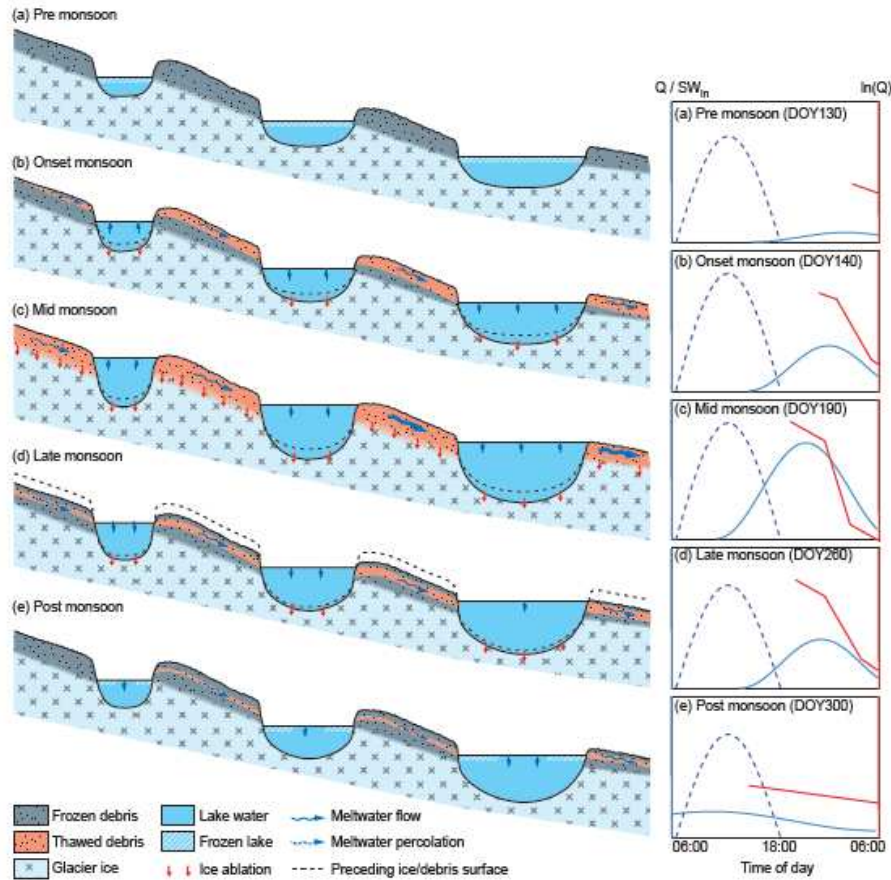 (a) Pre monsoon
(b) Onset monsoon
(c) Mid monsoon
(d) Late monsoon
(e) Post monsoon
Frozen debris
Lake water
Meltwater flow
Thawed debris
Frozen lake
Meltwater percolation
Glacier ice
Ice ablation
Preceding ice/debris surface
Q / SWIn
ln(Q)
(a) Pre monsoon (DOY130)
(b) Onset monsoon (DOY140)
(c) Mid monsoon (DOY190)
(d) Late monsoon (DOY260)
(e) Post monsoon (DOY300)
06:00 18:00 06:00
Time of day